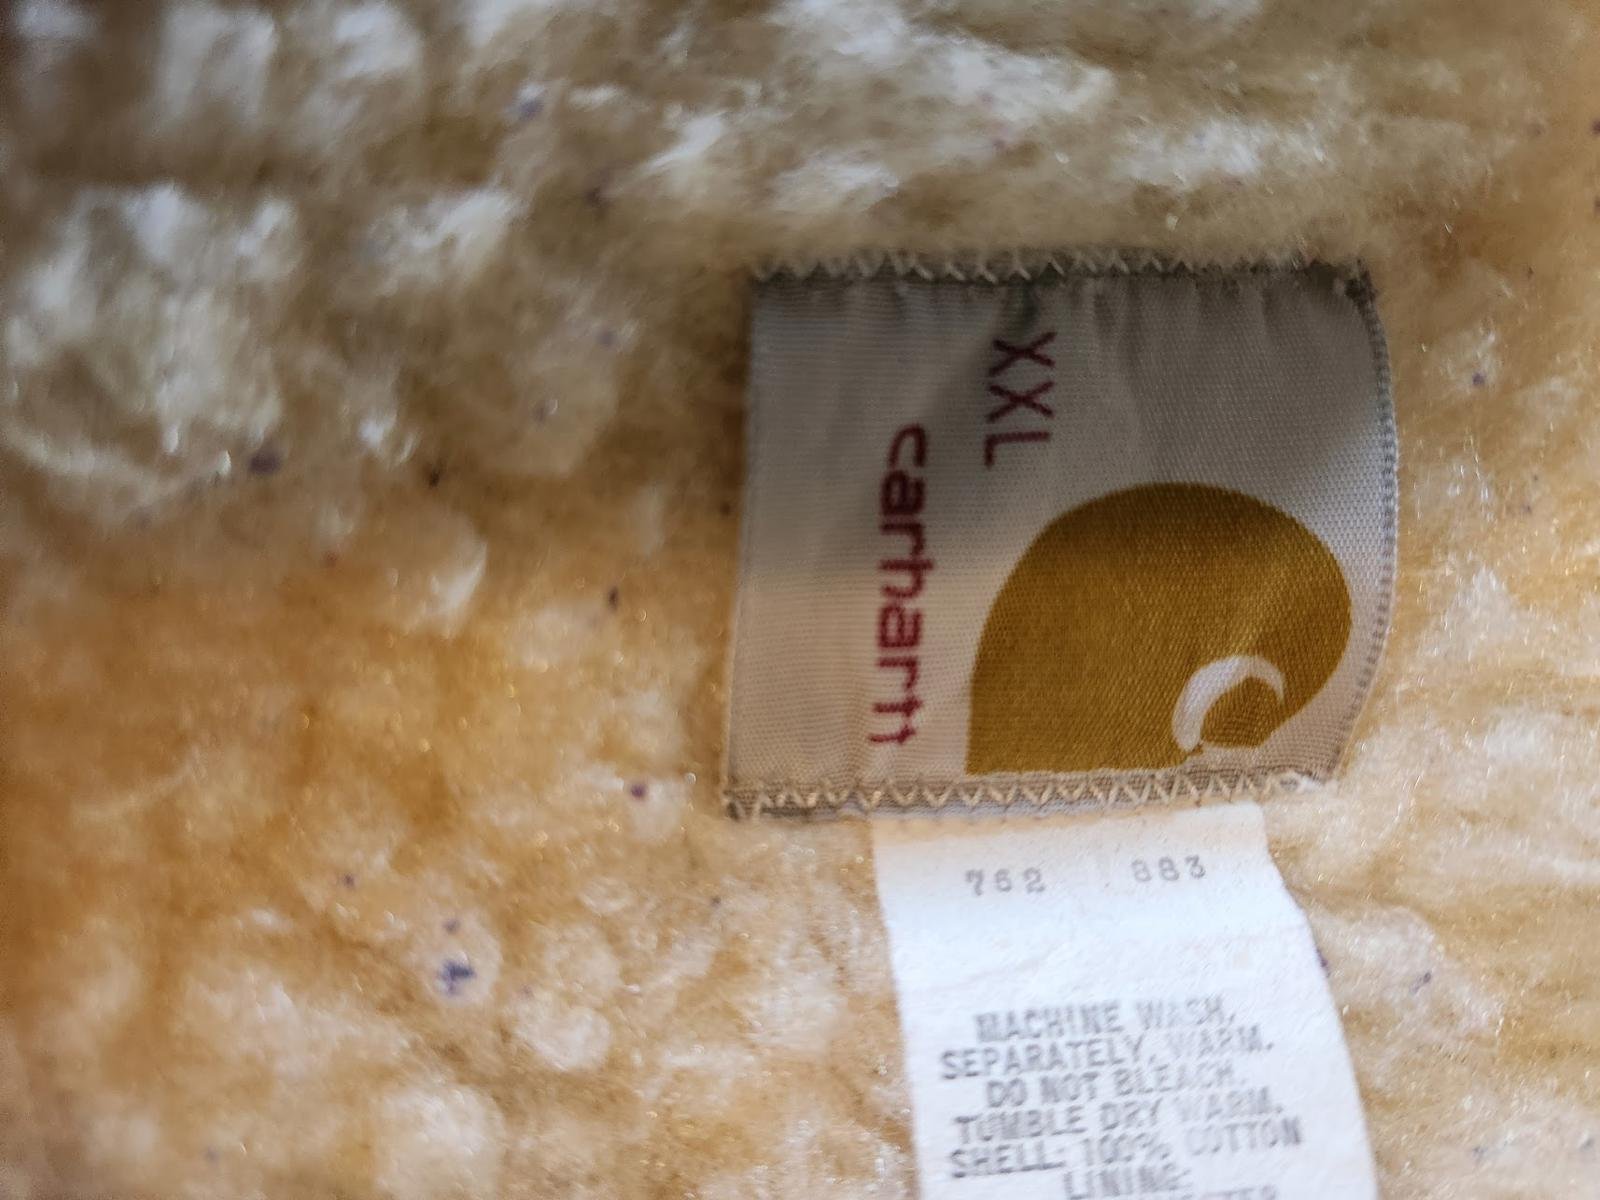 XXL
carhartt
762 883
MACHINE WASH,
SEPARATELY, WARM.
DO NOT BLEACH.
TUMBLE DRY WARM.
SHELL: 100% COTTON
LINING: